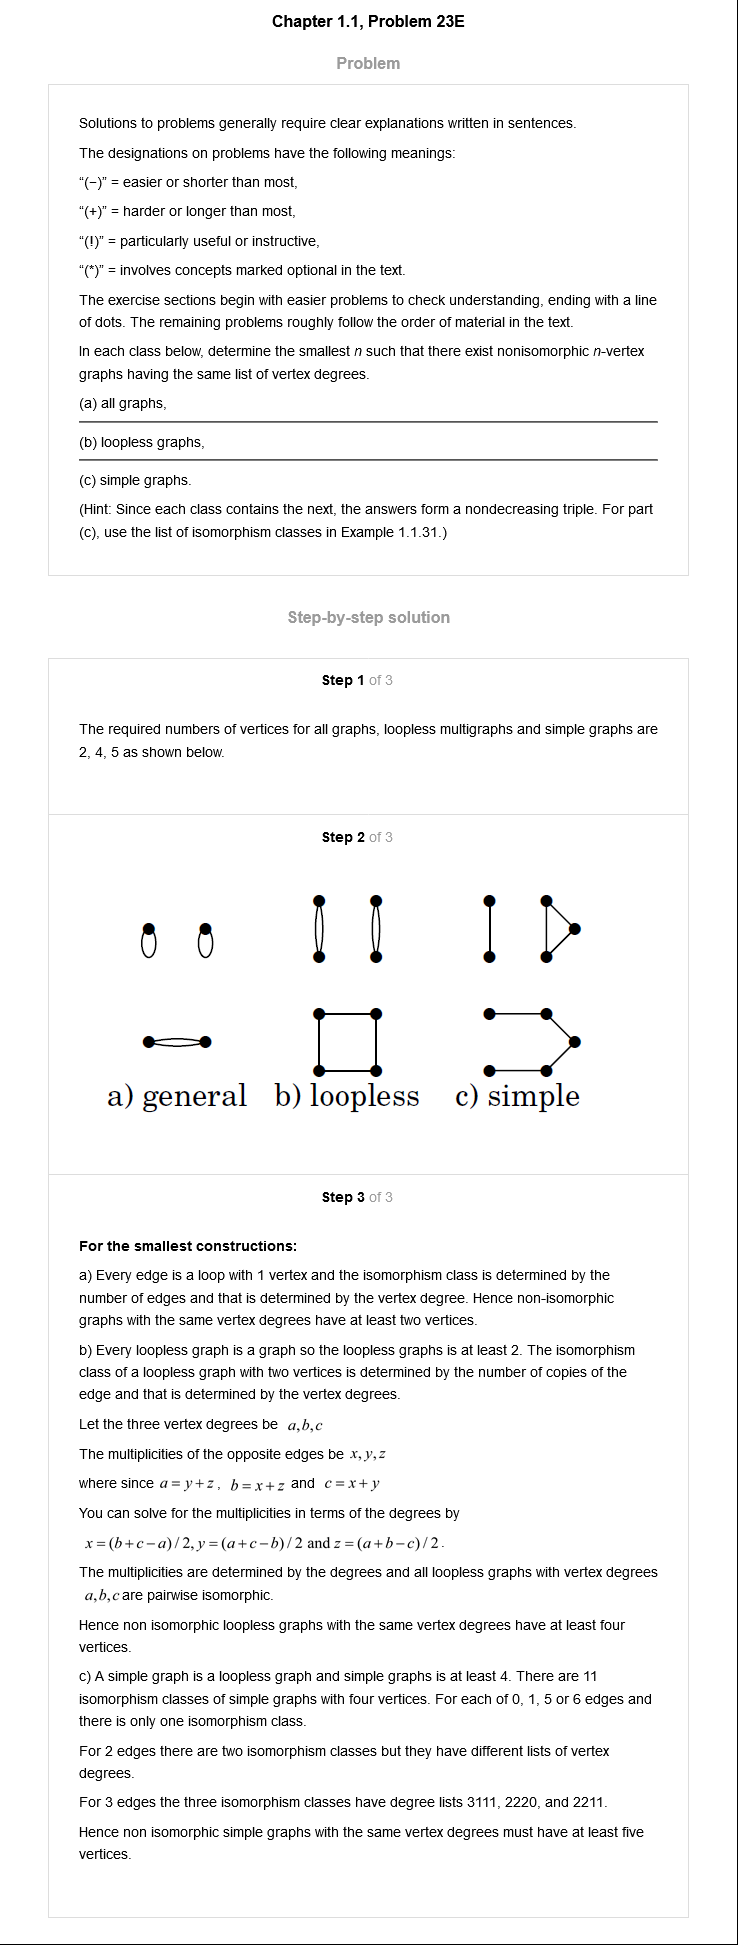 Chapter 1.1, Problem 23E
Problem
Solutions to problems generally require clear explanations written in sentences.
The designations on problems have the following meanings:
“(−)” = easier or shorter than most,
“(+)” = harder or longer than most,
“(!)” = particularly useful or instructive,
“(*)” = involves concepts marked optional in the text.
The exercise sections begin with easier problems to check understanding, ending with a line
of dots. The remaining problems roughly follow the order of material in the text.
In each class below, determine the smallest n such that there exist nonisomorphic n-vertex
graphs having the same list of vertex degrees.
(a) all graphs,
(b) loopless graphs,
(c) simple graphs.
(Hint: Since each class contains the next, the answers form a nondecreasing triple. For part
(c), use the list of isomorphism classes in Example 1.1.31.)
Step-by-step solution
Step 1 of 3
The required numbers of vertices for all graphs, loopless multigraphs and simple graphs are
2, 4, 5 as shown below.
Step 2 of 3
a) general b) loopless c) simple
Step 3 of 3
For the smallest constructions:
a) Every edge is a loop with 1 vertex and the isomorphism class is determined by the
number of edges and that is determined by the vertex degree. Hence non-isomorphic
graphs with the same vertex degrees have at least two vertices.
b) Every loopless graph is a graph so the loopless graphs is at least 2. The isomorphism
class of a loopless graph with two vertices is determined by the number of copies of the
edge and that is determined by the vertex degrees.
Let the three vertex degrees be a,b,c
The multiplicities of the opposite edges be x, y, z
where since a = y + z , b = x + z and c = x + y
You can solve for the multiplicities in terms of the degrees by
x = (b + c − a) / 2, y = (a + c − b) / 2 and z = (a + b − c) / 2 .
The multiplicities are determined by the degrees and all loopless graphs with vertex degrees
a,b,c are pairwise isomorphic.
Hence non isomorphic loopless graphs with the same vertex degrees have at least four
vertices.
c) A simple graph is a loopless graph and simple graphs is at least 4. There are 11
isomorphism classes of simple graphs with four vertices. For each of 0, 1, 5 or 6 edges and
there is only one isomorphism class.
For 2 edges there are two isomorphism classes but they have different lists of vertex
degrees.
For 3 edges the three isomorphism classes have degree lists 3111, 2220, and 2211.
Hence non isomorphic simple graphs with the same vertex degrees must have at least five
vertices.